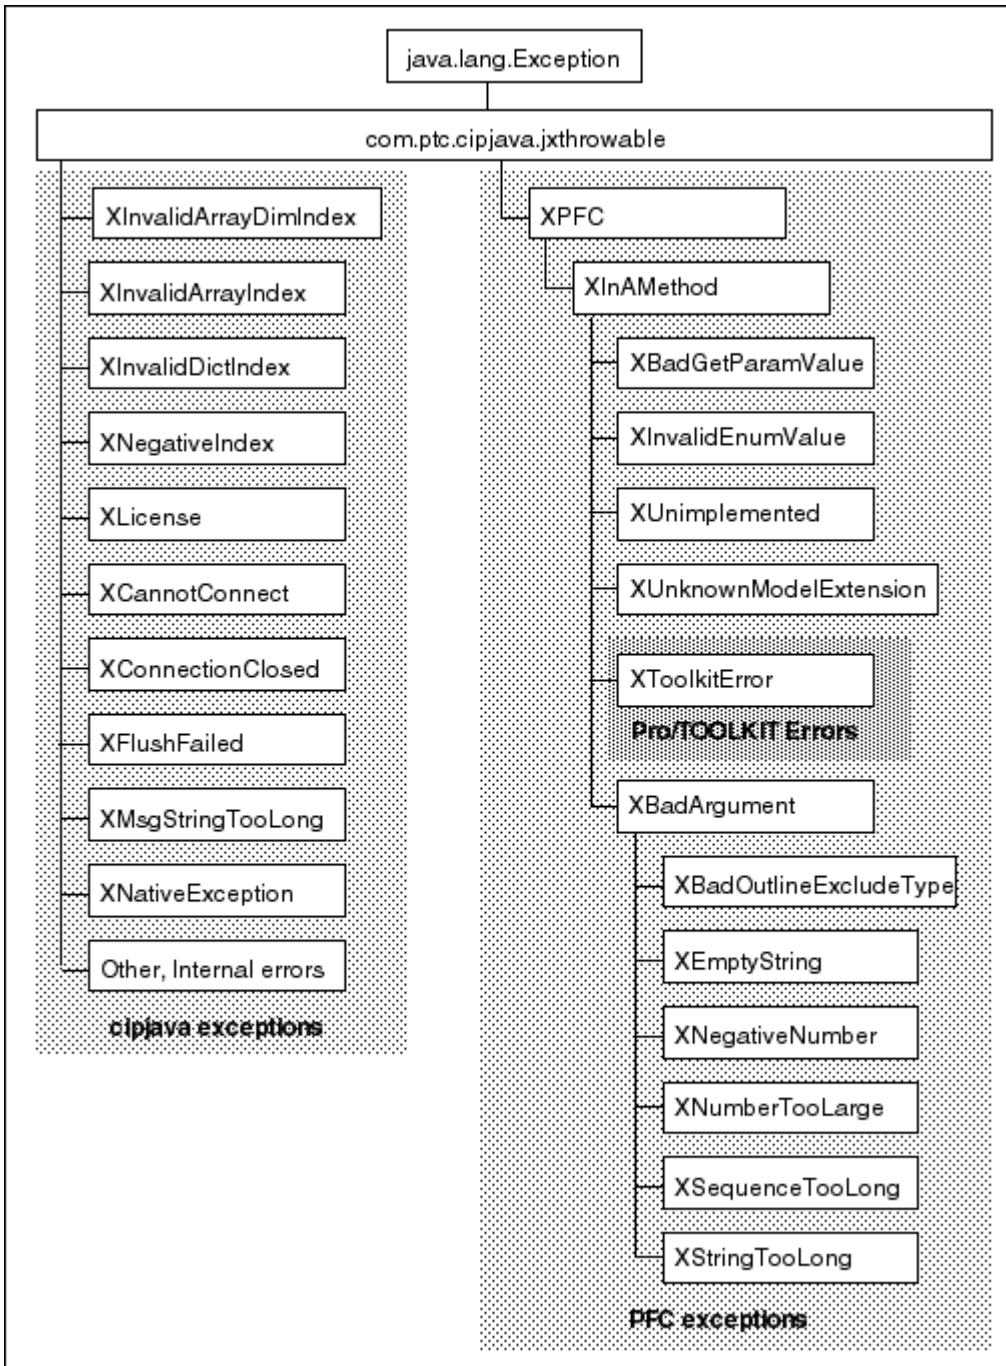 java.lang.Exception
com.ptc.cipjava.jxthrowable
XInvalidArrayDimIndex
XInvalidArrayIndex
XInvalidDictIndex
XNegativeIndex
XLicense
XCannotConnect
XConnectionClosed
XFlushFailed
XMsgStringTooLong
XNativeException
Other, Internal errors
cipjava exceptions
XPFC
XInAMethod
XBadGetParamValue
XInvalidEnumValue
XUnimplemented
XUnknownModelExtension
XToolkitError
Pro/TOOLKIT Errors
XBadArgument
XBadOutlineExcludeType
XEmptyString
XNegativeNumber
XNumberTooLarge
XSequenceTooLong
XStringTooLong
PFC exceptions